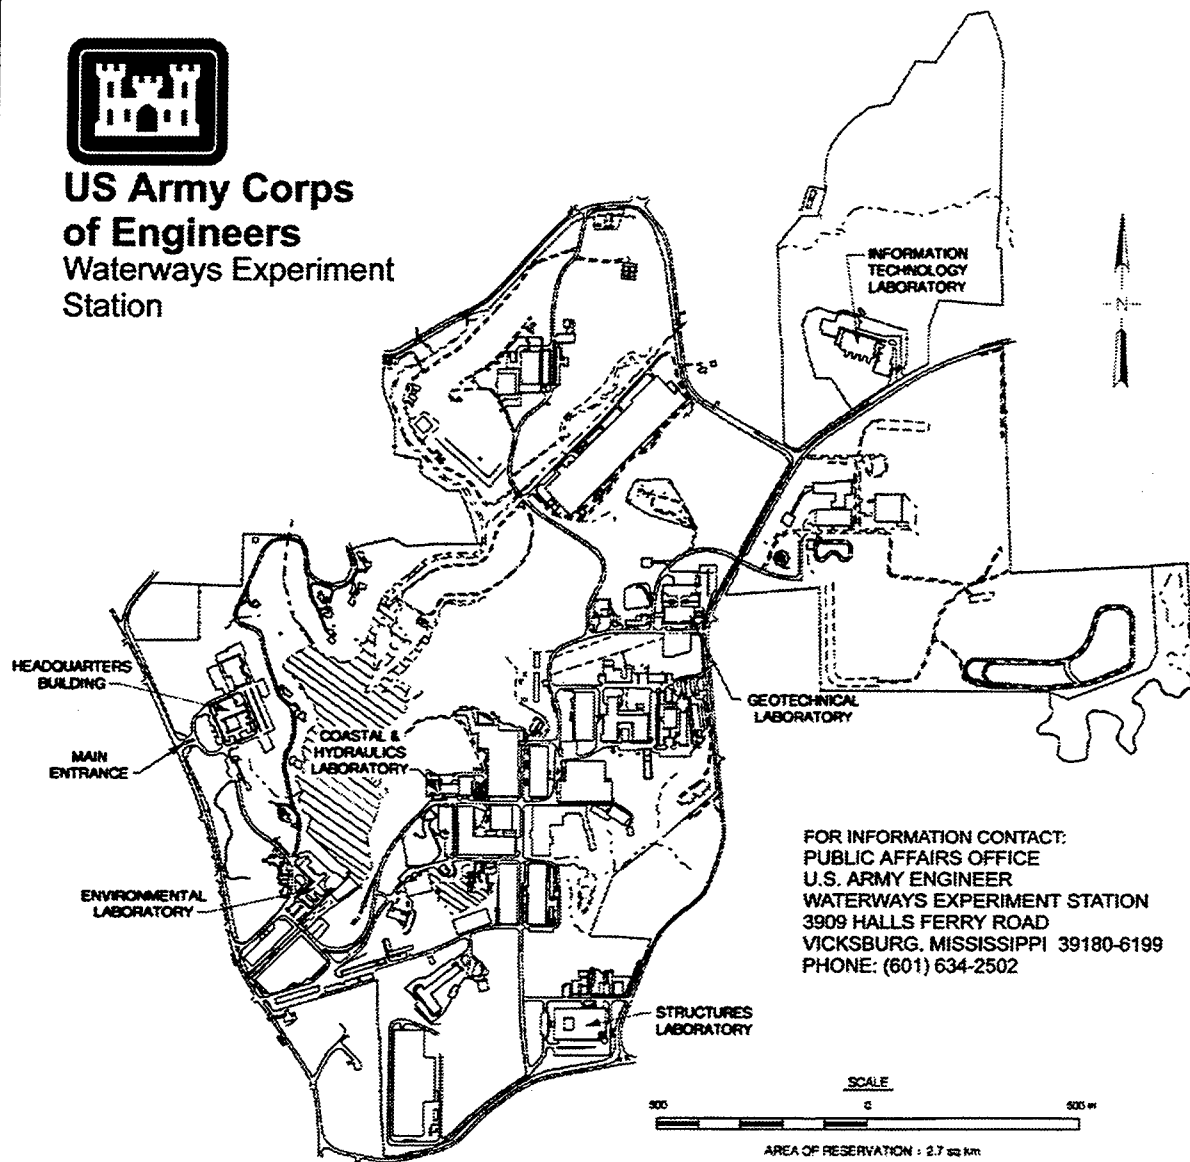 US Army Corps
of Engineers
Waterways Experiment
Station
INFORMATION
TECHNOLOGY
LABORATORY
N
HEADQUARTERS
BUILDING
GEOTECHNICAL
LABORATORY
COASTAL &
HYDRAULICS
LABORATORY
MAIN
ENTRANCE
ENVIRONMENTAL
LABORATORY
FOR INFORMATION CONTACT:
PUBLIC AFFAIRS OFFICE
U.S. ARMY ENGINEER
WATERWAYS EXPERIMENT STATION
3909 HALLS FERRY ROAD
VICKSBURG, MISSISSIPPI 39180-6199
PHONE: (601) 634-2502
STRUCTURES
LABORATORY
SCALE
500 0 500 m
AREA OF RESERVATION : 2.7 sq km